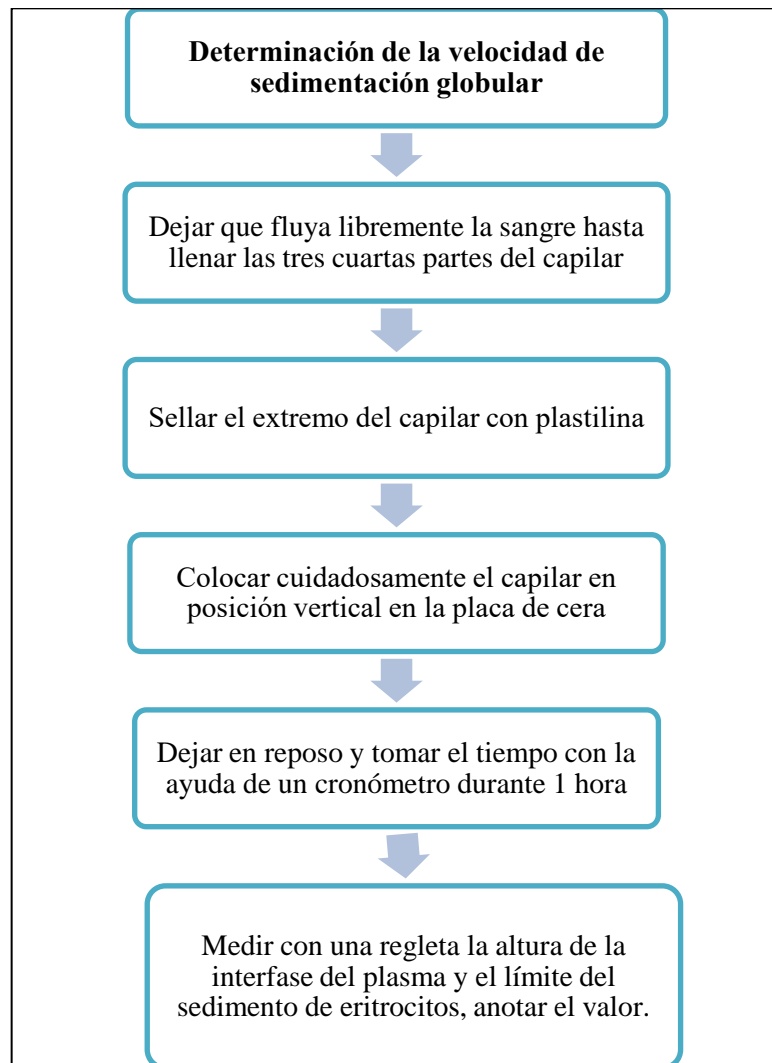 Determinación de la velocidad de
sedimentación globular
Dejar que fluya libremente la sangre hasta
llenar las tres cuartas partes del capilar
Sellar el extremo del capilar con plastilina
Colocar cuidadosamente el capilar en
posición vertical en la placa de cera
Dejar en reposo y tomar el tiempo con la
ayuda de un cronómetro durante 1 hora
Medir con una regleta la altura de la
interfase del plasma y el límite del
sedimento de eritrocitos, anotar el valor.